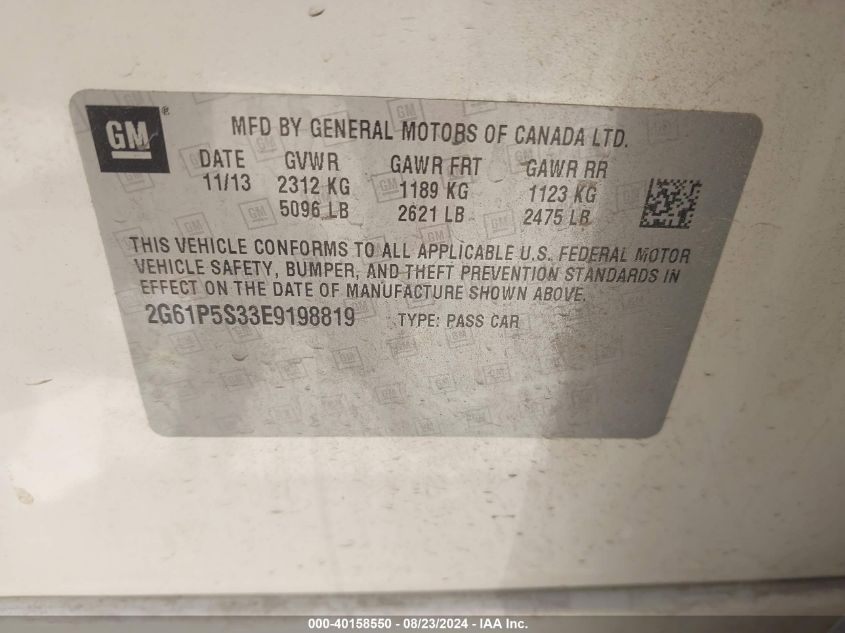 GM ®
MFD BY GENERAL MOTORS OF CANADA LTD.
DATE GVWR GAWR FRT GAWR RR
11/13 2312 KG 1189 KG 1123 KG
5096 LB 2621 LB 2475 LB
THIS VEHICLE CONFORMS TO ALL APPLICABLE U.S. FEDERAL MOTOR
VEHICLE SAFETY, BUMPER, AND THEFT PREVENTION STANDARDS IN
EFFECT ON THE DATE OF MANUFACTURE SHOWN ABOVE.
2G61P5S33E9198819 TYPE: PASS CAR
000-40158550 - 08/23/2024 - IAA Inc.